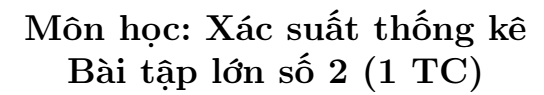 Môn học: Xác suất thống kê
Bài tập lớn số 2 (1 TC)